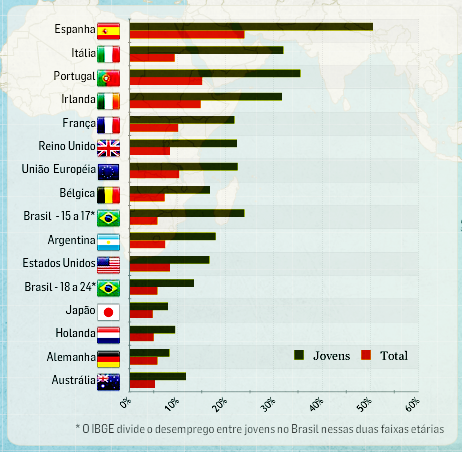 Espanha
Itália
Portugal
Irlanda
França
Reino Unido
União Européia
Bélgica
Brasil - 15 a 17*
Argentina
Estados Unidos
Brasil - 18 a 24*
Japão
Holanda
Alemanha
Austrália
Jovens Total
0% 10% 20% 30% 40% 50% 60%
* O IBGE divide o desemprego entre jovens no Brasil nessas duas faixas etárias